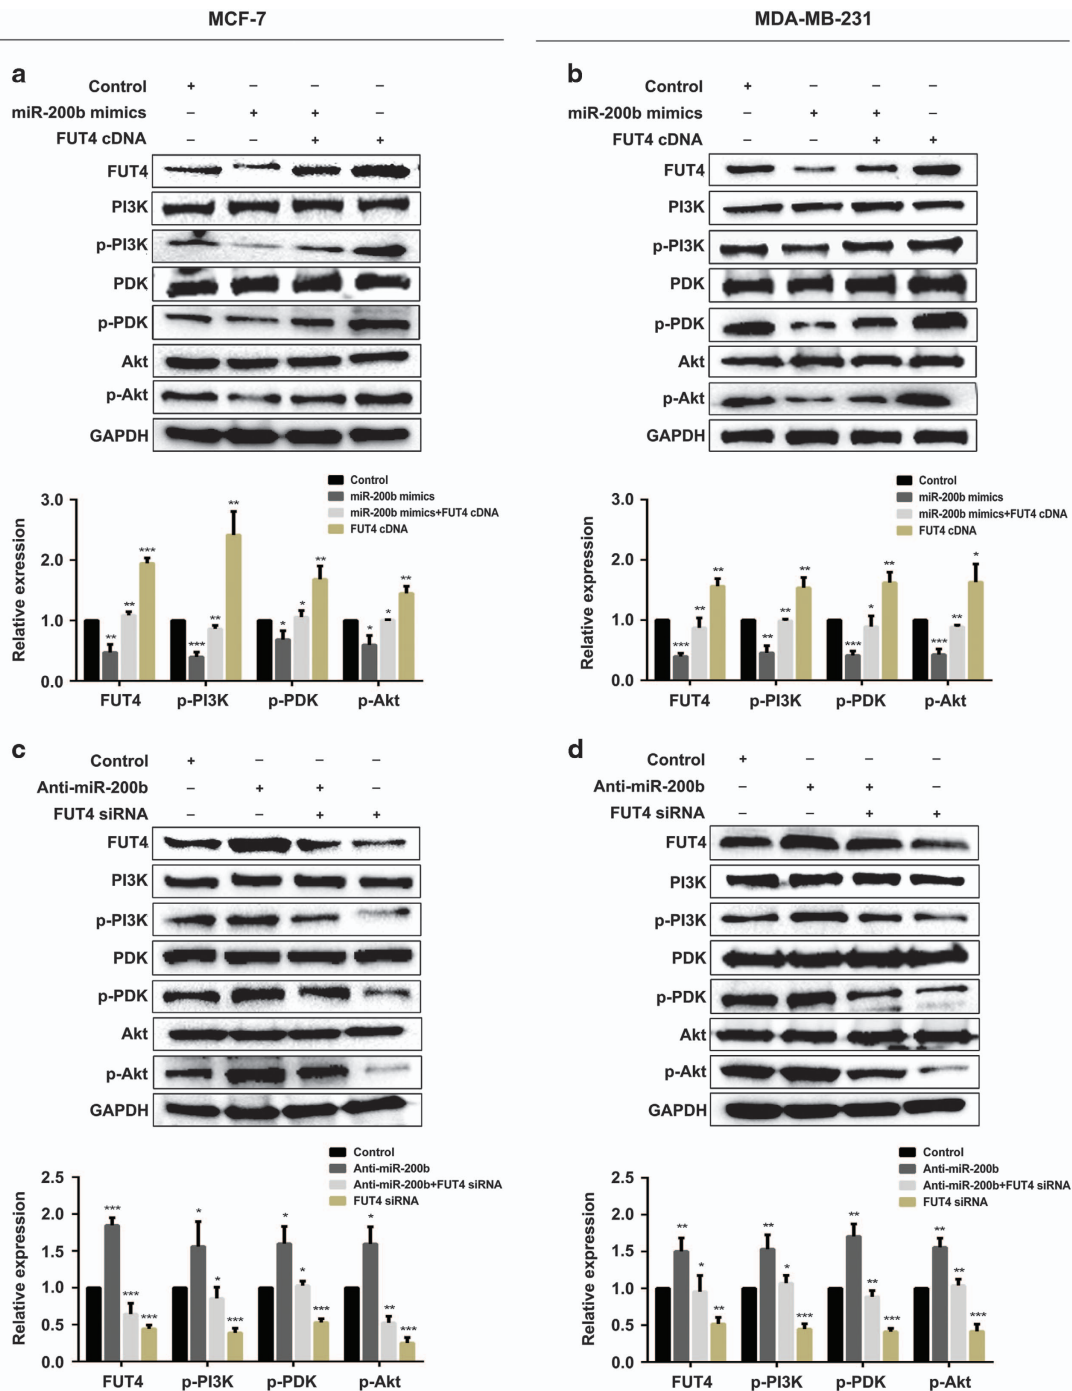 MCF-7
MDA-MB-231
a
Control + – – –
miR-200b mimics – + + –
FUT4 cDNA – – + +
FUT4
PI3K
p-PI3K
PDK
p-PDK
Akt
p-Akt
GAPDH
Control
miR-200b mimics
miR-200b mimics+FUT4 cDNA
FUT4 cDNA
Relative expression
3.0
2.0
1.0
0.0
** ** *** *** ** ** * * ** * * **
FUT4 p-PI3K p-PDK p-Akt
b
Control + – – –
miR-200b mimics – + + –
FUT4 cDNA – – + +
FUT4
PI3K
p-PI3K
PDK
p-PDK
Akt
p-Akt
GAPDH
Control
miR-200b mimics
miR-200b mimics+FUT4 cDNA
FUT4 cDNA
Relative expression
3.0
2.0
1.0
0.0
*** ** ** ** ** ** *** * ** *** ** *
FUT4 p-PI3K p-PDK p-Akt
c
Control + – – –
Anti-miR-200b – + + –
FUT4 siRNA – – + +
FUT4
PI3K
p-PI3K
PDK
p-PDK
Akt
p-Akt
GAPDH
Control
Anti-miR-200b
Anti-miR-200b+FUT4 siRNA
FUT4 siRNA
Relative expression
2.5
2.0
1.5
1.0
0.5
0.0
*** *** *** * * *** * * *** * ** ***
FUT4 p-PI3K p-PDK p-Akt
d
Control + – – –
Anti-miR-200b – + + –
FUT4 siRNA – – + +
FUT4
PI3K
p-PI3K
PDK
p-PDK
Akt
p-Akt
GAPDH
Control
Anti-miR-200b
Anti-miR-200b+FUT4 siRNA
FUT4 siRNA
Relative expression
2.5
2.0
1.5
1.0
0.5
0.0
** * ** ** * *** ** ** *** ** ** ***
FUT4 p-PI3K p-PDK p-Akt